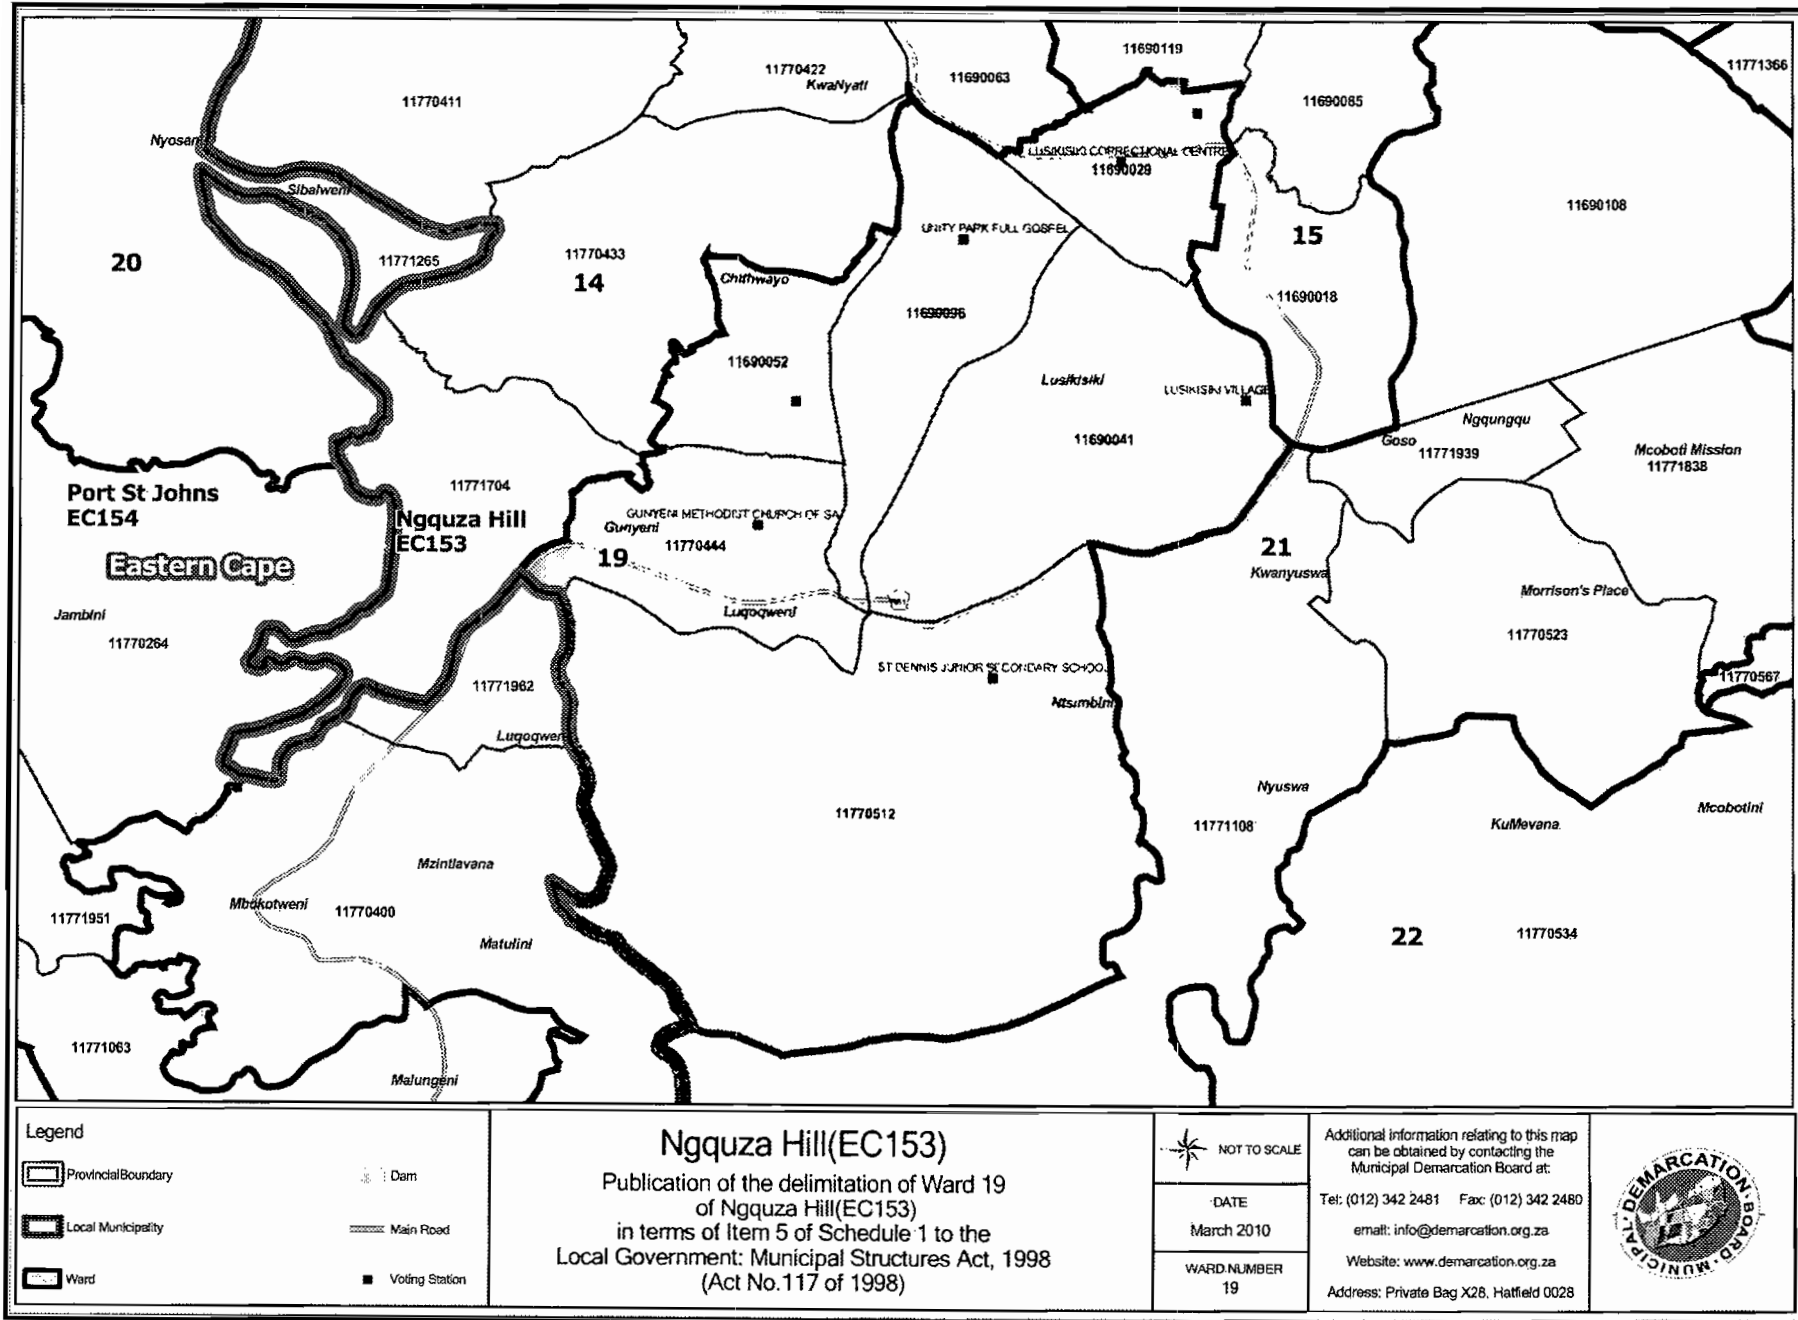 11690119
11770422
KwaNyati
11690063
11771366
11770411
11690085
Nyosan
LUSIKISIKI CORRECTIONAL CENTRE
11690029
Sibalweni
11690108
UNITY PARK FULL GOSPEL
15
20
11771265
11770433
14
Chithwayo
11690018
11690096
11690052
Lusikisiki
LUSIKISIKI VILLAGE
Ngqungqu
11690041
Goso
11771939
Mcoboti Mission
11771838
11771704
Port St Johns
EC154
Ngquza Hill
EC153
GUNYENI METHODIST CHURCH OF SA
Gunyeni
11770444
19
21
Kwanyuswa
Eastern Cape
Morrison's Place
Luqoqweni
Jambini
11770264
11770523
ST DENNIS JUNIOR SECONDARY SCHOOL
11771962
11770567
Ntsimbini
Luqoqwen
Nyuswa
11770512
11771108
KuMevana
Mcobotini
Mzintlavana
Mbokotweni
11770400
11771951
Matulini
22
11770534
11771063
Malungeni
Legend
Provincial Boundary
Local Municipality
Ward
Dam
Main Road
Voting Station
Ngquza Hill(EC153)
Publication of the delimitation of Ward 19
of Ngquza Hill(EC153)
in terms of Item 5 of Schedule 1 to the
Local Government: Municipal Structures Act, 1998
(Act No.117 of 1998)
NOT TO SCALE
DATE
March 2010
WARD NUMBER
19
Additional information relating to this map
can be obtained by contacting the
Municipal Demarcation Board at:
Tel: (012) 342 2481 Fax: (012) 342 2480
email: info@demarcation.org.za
Website: www.demarcation.org.za
Address: Private Bag X28, Hatfield 0028
MUNICIPAL DEMARCATION BOARD